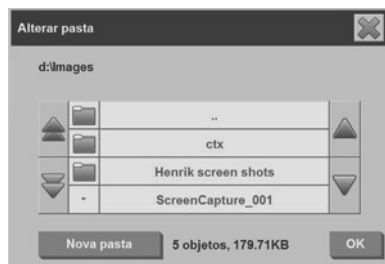 Alterar pasta
d:\Images
..
ctx
Henrik screen shots
- ScreenCapture_001
Nova pasta 5 objetos, 179.71KB OK